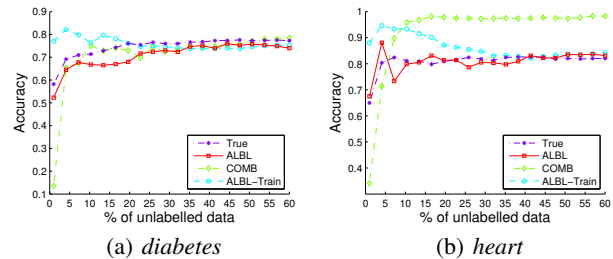 0.9
0.8
0.7
0.6
0.5
0.4
0.3
0.2
0.1
Accuracy
0 5 10 15 20 25 30 35 40 45 50 55 60
% of unlabelled data
True
ALBL
COMB
ALBL−Train
(a) diabetes
1
0.9
0.8
0.7
0.6
0.5
0.4
Accuracy
0 5 10 15 20 25 30 35 40 45 50 55 60
% of unlabelled data
True
ALBL
COMB
ALBL−Train
(b) heart